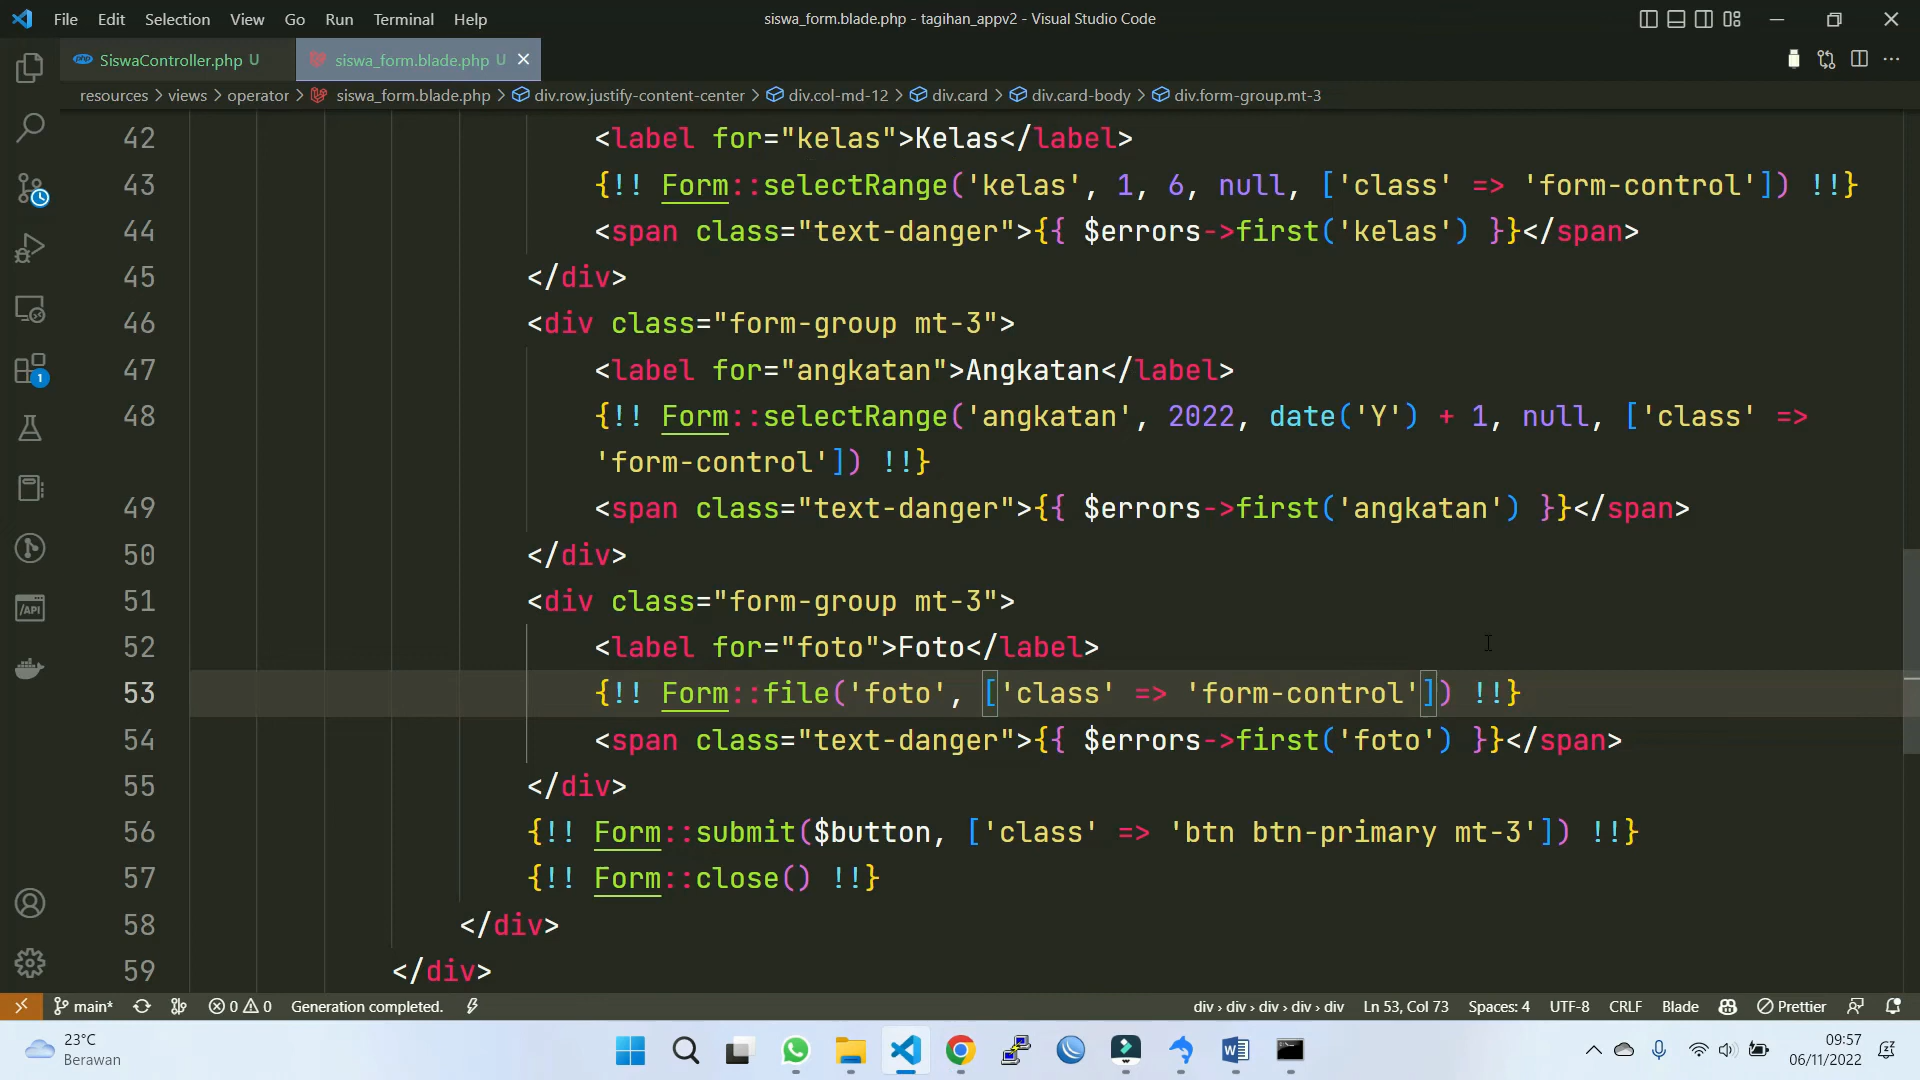 File Edit Selection View Go Run Terminal Help siswa_form.blade.php - tagihan_appv2 - Visual Studio Code
SiswaController.php U siswa_form.blade.php U
resources > views > operator > siswa_form.blade.php > div.row.justify-content-center > div.col-md-12 > div.card > div.card-body > div.form-group.mt-3
42 <label for="kelas">Kelas</label>
43 {!! Form::selectRange('kelas', 1, 6, null, ['class' => 'form-control']) !!}
44 <span class="text-danger">{{ $errors->first('kelas') }}</span>
45 </div>
46 <div class="form-group mt-3">
47 <label for="angkatan">Angkatan</label>
48 {!! Form::selectRange('angkatan', 2022, date('Y') + 1, null, ['class' =>
'form-control']) !!}
49 <span class="text-danger">{{ $errors->first('angkatan') }}</span>
50 </div>
51 <div class="form-group mt-3">
52 <label for="foto">Foto</label>
53 {!! Form::file('foto', ['class' => 'form-control']) !!}
54 <span class="text-danger">{{ $errors->first('foto') }}</span>
55 </div>
56 {!! Form::submit($button, ['class' => 'btn btn-primary mt-3']) !!}
57 {!! Form::close() !!}
58 </div>
59 </div>
1
/API
main* 0 0 Generation completed. div › div › div › div › div Ln 53, Col 73 Spaces: 4 UTF-8 CRLF Blade Prettier
23°C
Berawan
09:57
06/11/2022